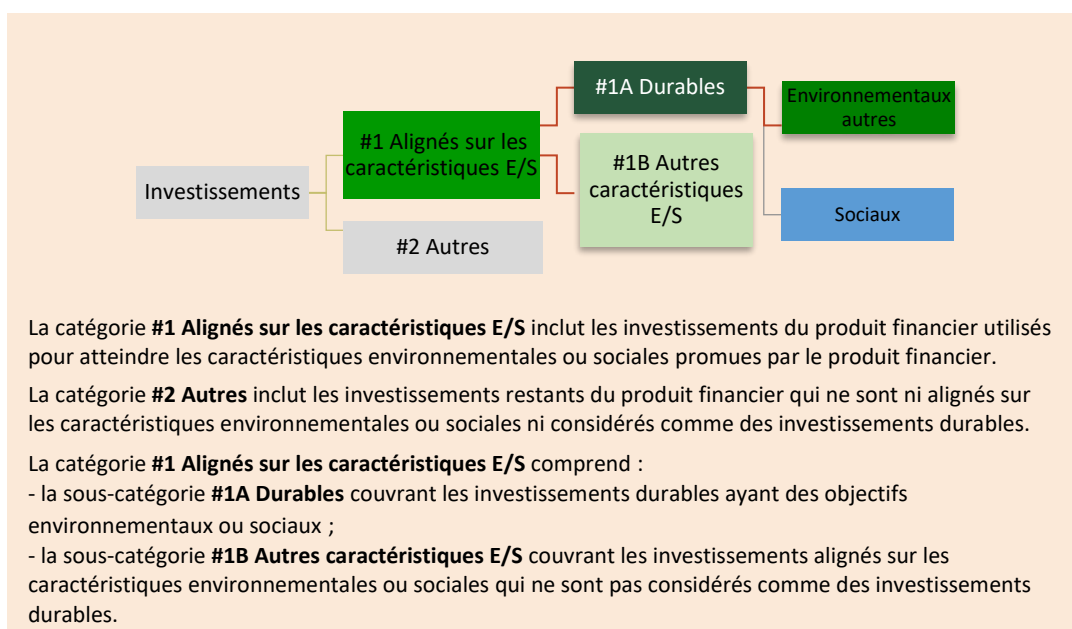 #1A Durables
Environnementaux
autres
#1 Alignés sur les
caractéristiques E/S
#1B Autres
caractéristiques
E/S
Investissements
Sociaux
#2 Autres
La catégorie #1 Alignés sur les caractéristiques E/S inclut les investissements du produit financier utilisés
pour atteindre les caractéristiques environnementales ou sociales promues par le produit financier.
La catégorie #2 Autres inclut les investissements restants du produit financier qui ne sont ni alignés sur
les caractéristiques environnementales ou sociales ni considérés comme des investissements durables.
La catégorie #1 Alignés sur les caractéristiques E/S comprend :
- la sous-catégorie #1A Durables couvrant les investissements durables ayant des objectifs
environnementaux ou sociaux ;
- la sous-catégorie #1B Autres caractéristiques E/S couvrant les investissements alignés sur les
caractéristiques environnementales ou sociales qui ne sont pas considérés comme des investissements
durables.